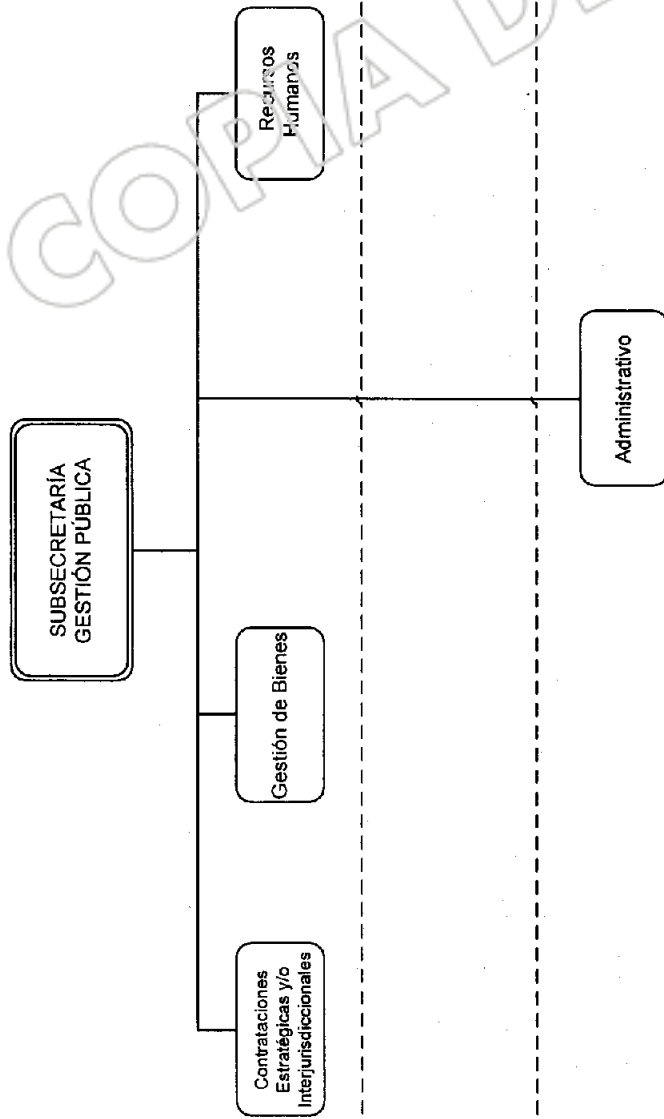 SUBSECRETARÍA
GESTIÓN PÚBLICA
Contrataciones
Estratégicas y/o
Interjurisdiccionales
Gestión de Bienes
Recursos
Humanos
Administrativo
COPIA